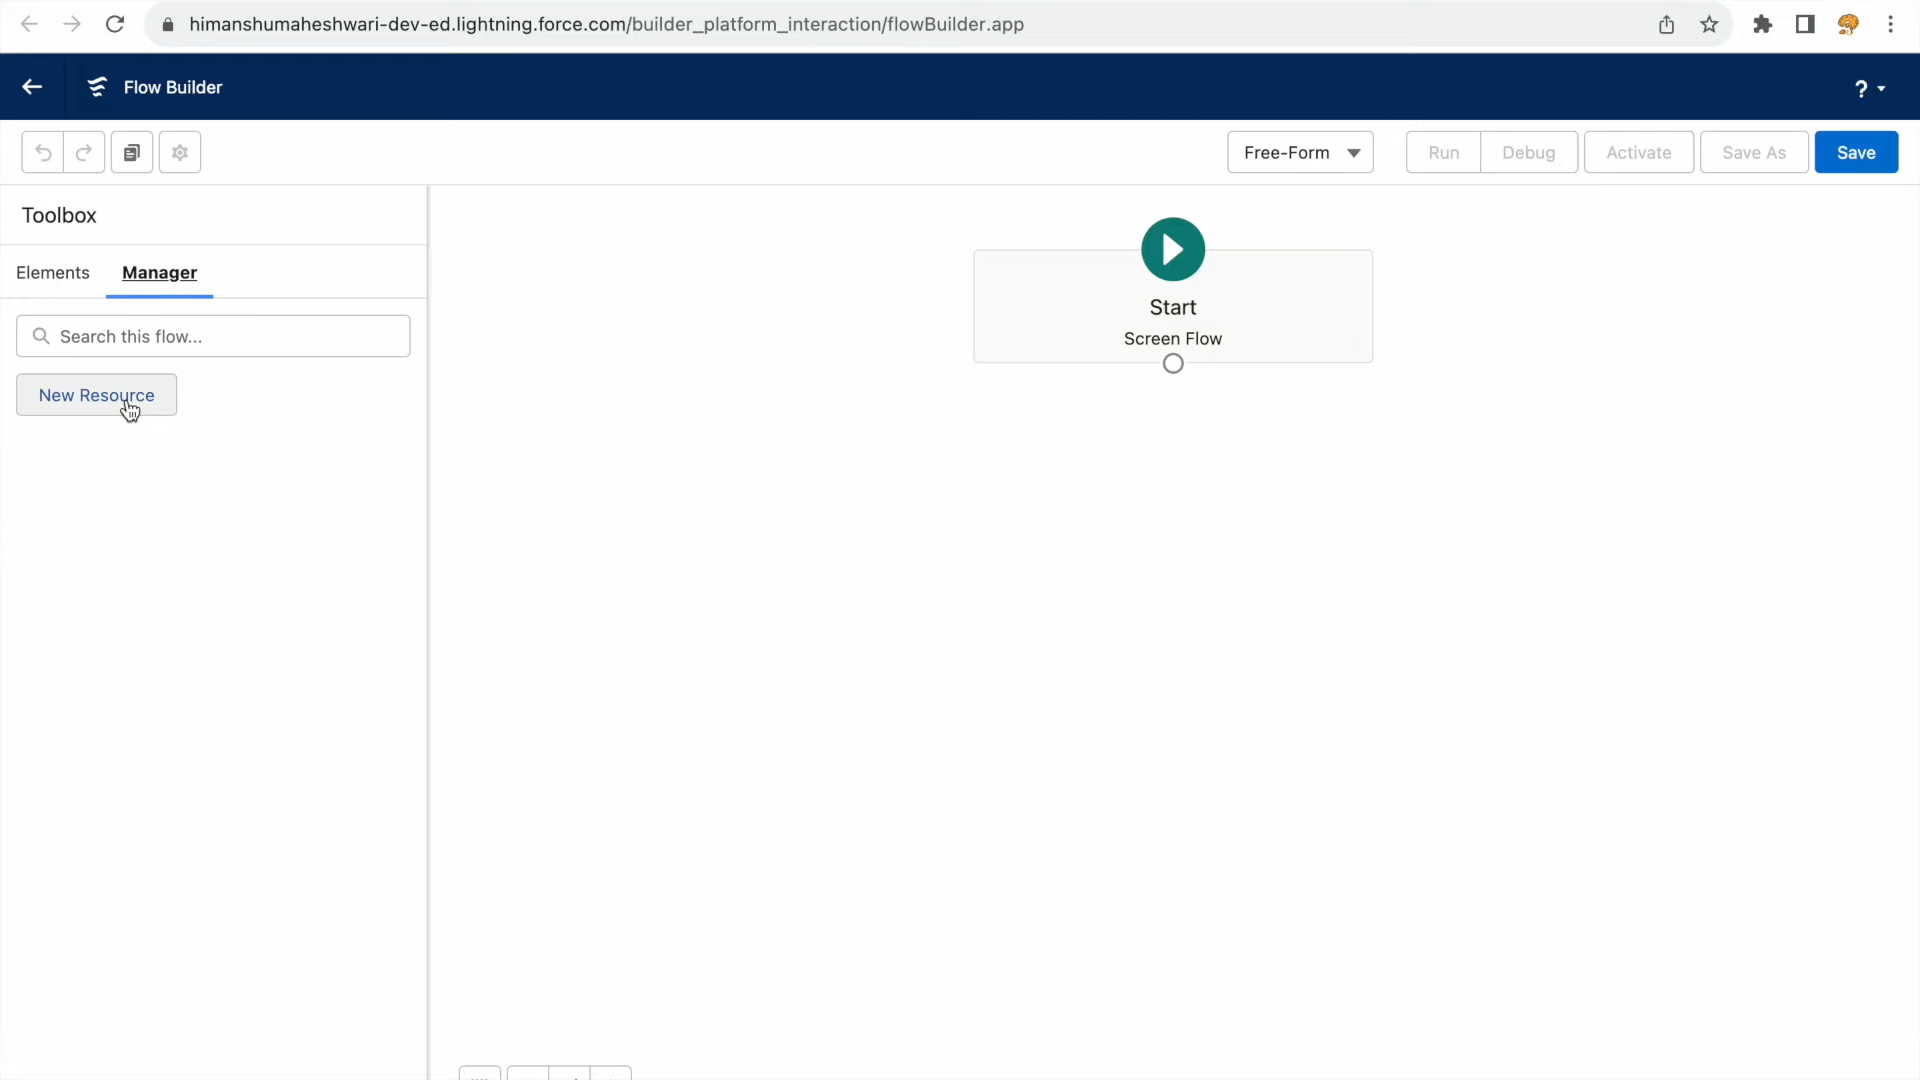 himanshumaheshwari-dev-ed.lightning.force.com/builder_platform_interaction/flowBuilder.app
Flow Builder
?
Free-Form
Run
Debug
Activate
Save As
Save
Toolbox
Elements
Manager
Search this flow...
New Resource
Start
Screen Flow